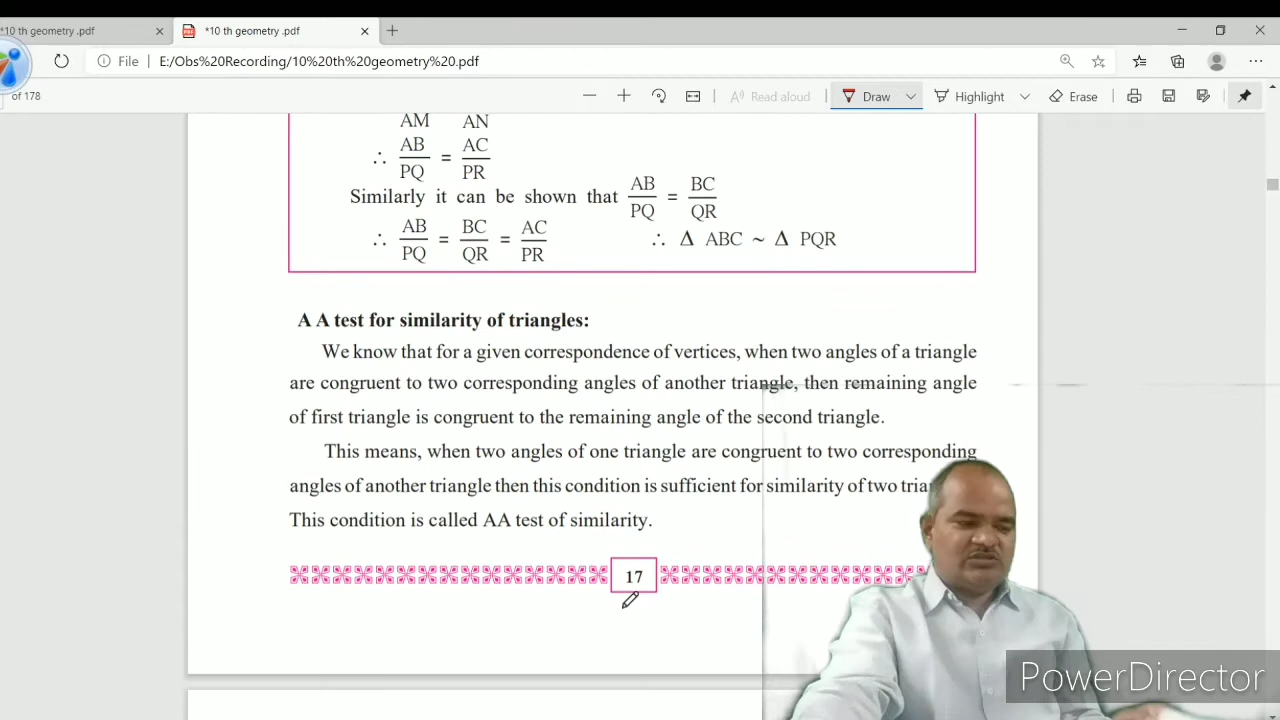 *10 th geometry .pdf
*10 th geometry .pdf
File
E:/Obs%20Recording/10%20th%20geometry%20.pdf
of 178
Read aloud
Draw
Highlight
Erase
AM AN
∴ AB/PQ = AC/PR
Similarly it can be shown that AB/PQ = BC/QR
∴ AB/PQ = BC/QR = AC/PR ∴ Δ ABC ~ Δ PQR
A A test for similarity of triangles:
We know that for a given correspondence of vertices, when two angles of a triangle
are congruent to two corresponding angles of another triangle, then remaining angle
of first triangle is congruent to the remaining angle of the second triangle.
This means, when two angles of one triangle are congruent to two corresponding
angles of another triangle then this condition is sufficient for similarity of two
This condition is called AA test of similarity.
17
PowerDirector